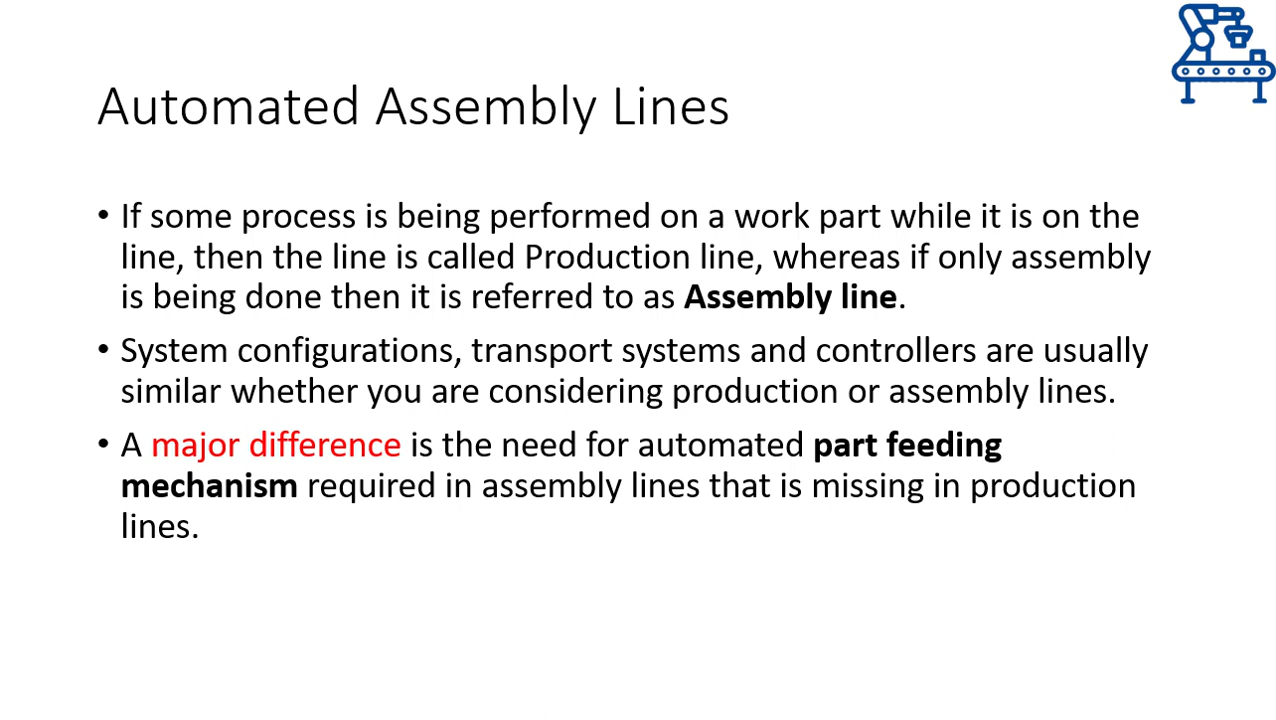 Automated Assembly Lines
• If some process is being performed on a work part while it is on the
line, then the line is called Production line, whereas if only assembly
is being done then it is referred to as Assembly line.
• System configurations, transport systems and controllers are usually
similar whether you are considering production or assembly lines.
• A major difference is the need for automated part feeding
mechanism required in assembly lines that is missing in production
lines.